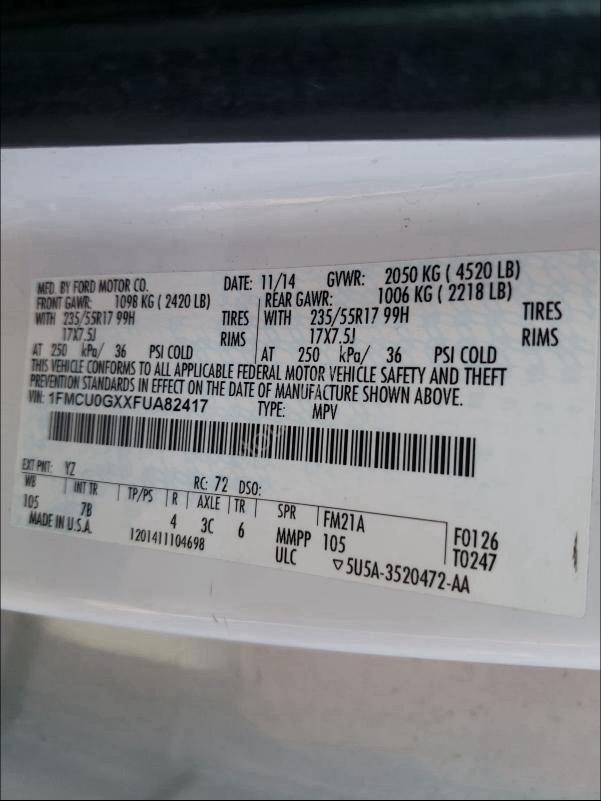 MFD. BY FORD MOTOR CO. DATE: 11/14 GVWR: 2050 KG ( 4520 LB)
FRONT GAWR: 1098 KG ( 2420 LB) REAR GAWR: 1006 KG ( 2218 LB)
WITH 235/55R17 99H TIRES WITH 235/55R17 99H TIRES
17X7.5J RIMS 17X7.5J RIMS
AT 250 kPa/ 36 PSI COLD AT 250 kPa/ 36 PSI COLD
THIS VEHICLE CONFORMS TO ALL APPLICABLE FEDERAL MOTOR VEHICLE SAFETY AND THEFT
PREVENTION STANDARDS IN EFFECT ON THE DATE OF MANUFACTURE SHOWN ABOVE.
VIN: 1FMCU0GXXFUA82417 TYPE: MPV
EXT PNT: YZ RC: 72 DSO:
WB INT TR TP/PS R AXLE TR SPR FM21A F0126
105 7B 4 3C 6 MMPP 105 T0247
MADE IN U.S.A. 1201411104698 ULC ▽5U5A-3520472-AA